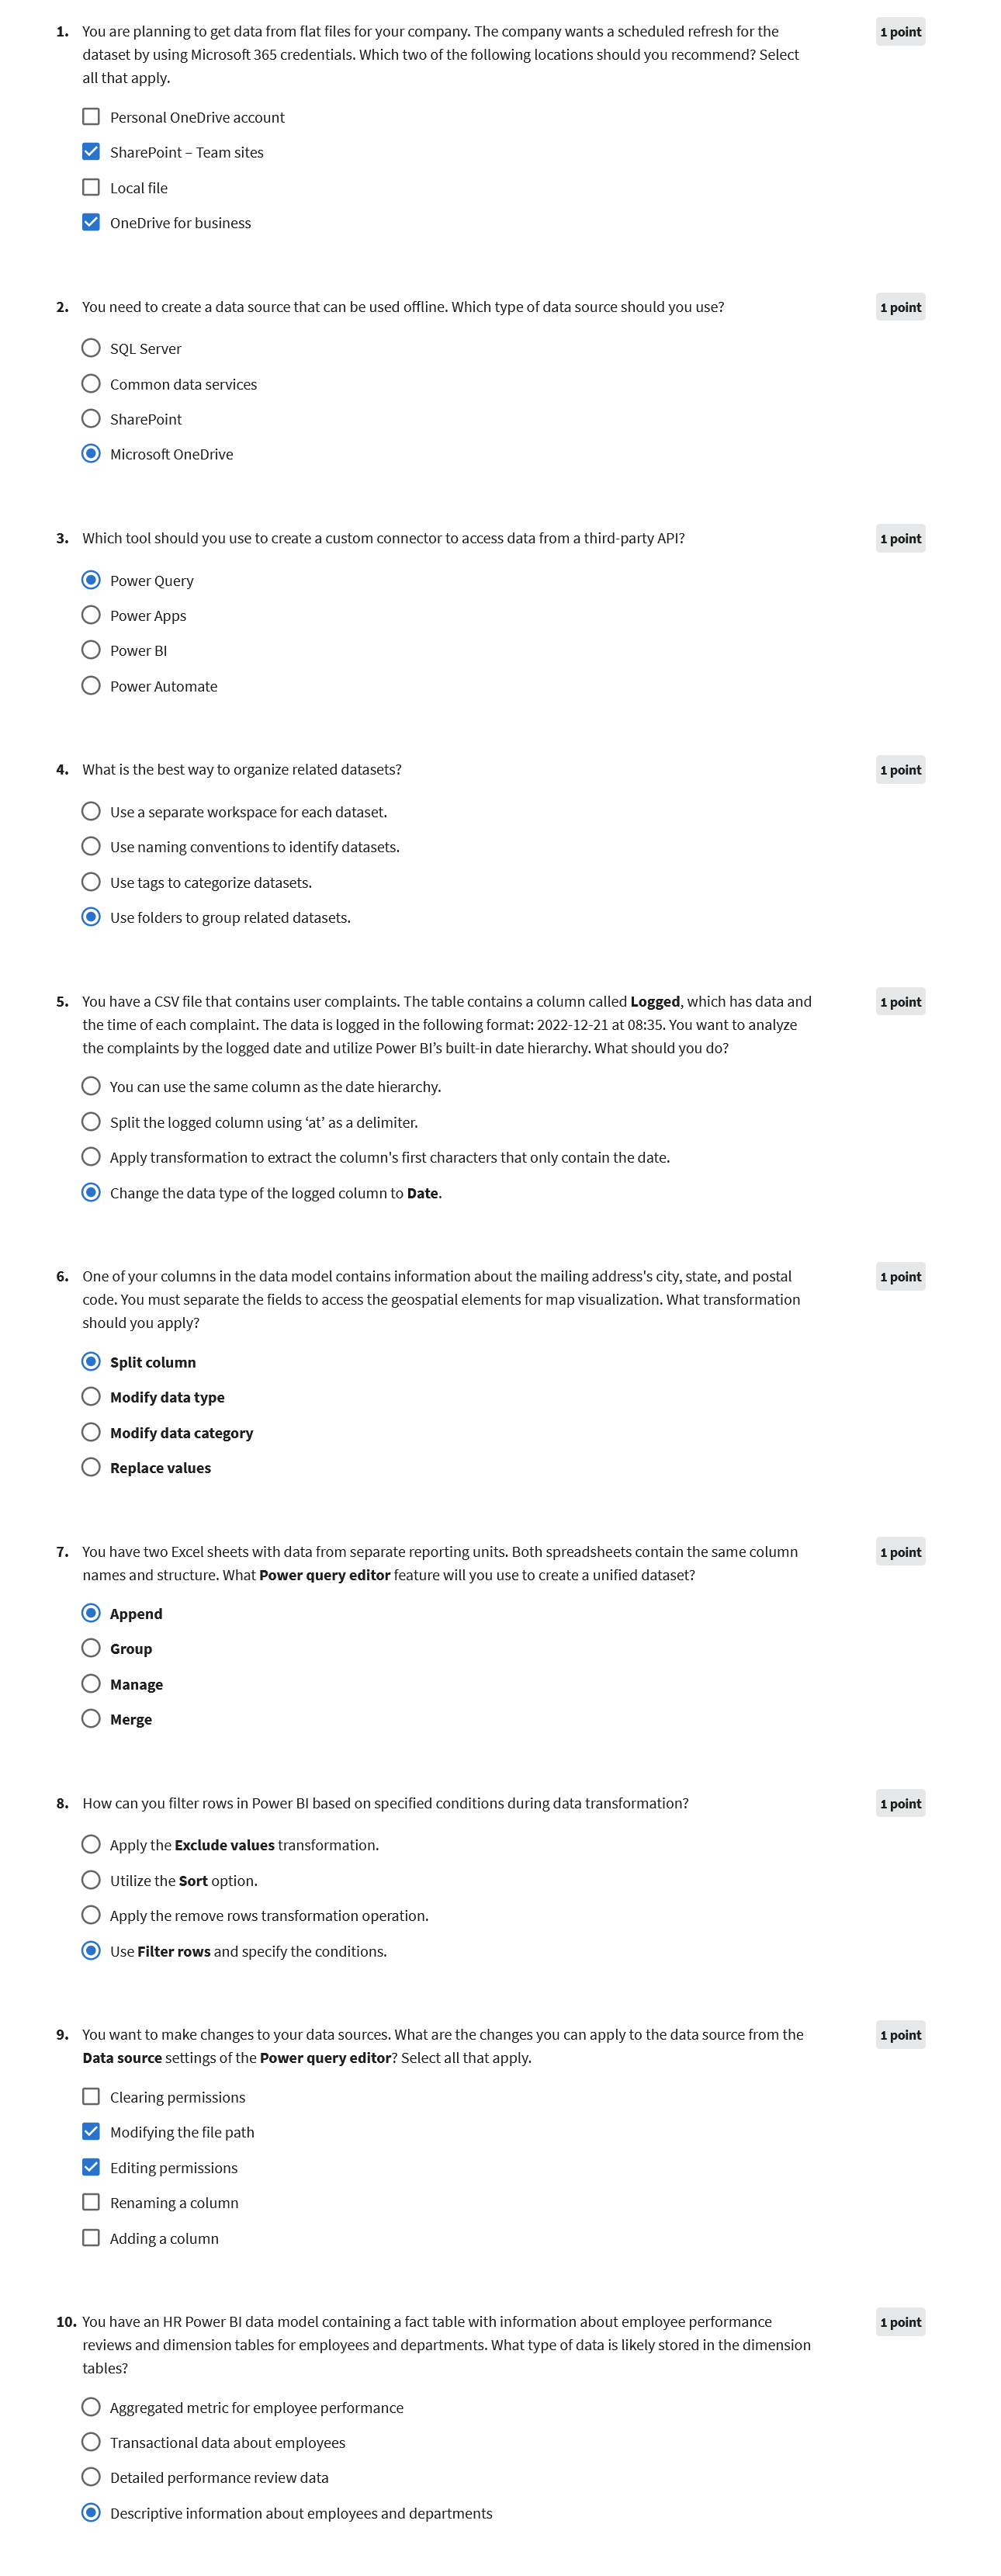 1. You are planning to get data from flat files for your company. The company wants a scheduled refresh for the
1 point
dataset by using Microsoft 365 credentials. Which two of the following locations should you recommend? Select
all that apply.
Personal OneDrive account
SharePoint – Team sites
Local file
OneDrive for business
2. You need to create a data source that can be used offline. Which type of data source should you use?
1 point
SQL Server
Common data services
SharePoint
Microsoft OneDrive
3. Which tool should you use to create a custom connector to access data from a third-party API?
1 point
Power Query
Power Apps
Power BI
Power Automate
4. What is the best way to organize related datasets?
1 point
Use a separate workspace for each dataset.
Use naming conventions to identify datasets.
Use tags to categorize datasets.
Use folders to group related datasets.
5. You have a CSV file that contains user complaints. The table contains a column called Logged, which has data and
1 point
the time of each complaint. The data is logged in the following format: 2022-12-21 at 08:35. You want to analyze
the complaints by the logged date and utilize Power BI’s built-in date hierarchy. What should you do?
You can use the same column as the date hierarchy.
Split the logged column using ‘at’ as a delimiter.
Apply transformation to extract the column's first characters that only contain the date.
Change the data type of the logged column to Date.
6. One of your columns in the data model contains information about the mailing address's city, state, and postal
1 point
code. You must separate the fields to access the geospatial elements for map visualization. What transformation
should you apply?
Split column
Modify data type
Modify data category
Replace values
7. You have two Excel sheets with data from separate reporting units. Both spreadsheets contain the same column
1 point
names and structure. What Power query editor feature will you use to create a unified dataset?
Append
Group
Manage
Merge
8. How can you filter rows in Power BI based on specified conditions during data transformation?
1 point
Apply the Exclude values transformation.
Utilize the Sort option.
Apply the remove rows transformation operation.
Use Filter rows and specify the conditions.
9. You want to make changes to your data sources. What are the changes you can apply to the data source from the
1 point
Data source settings of the Power query editor? Select all that apply.
Clearing permissions
Modifying the file path
Editing permissions
Renaming a column
Adding a column
10. You have an HR Power BI data model containing a fact table with information about employee performance
1 point
reviews and dimension tables for employees and departments. What type of data is likely stored in the dimension
tables?
Aggregated metric for employee performance
Transactional data about employees
Detailed performance review data
Descriptive information about employees and departments